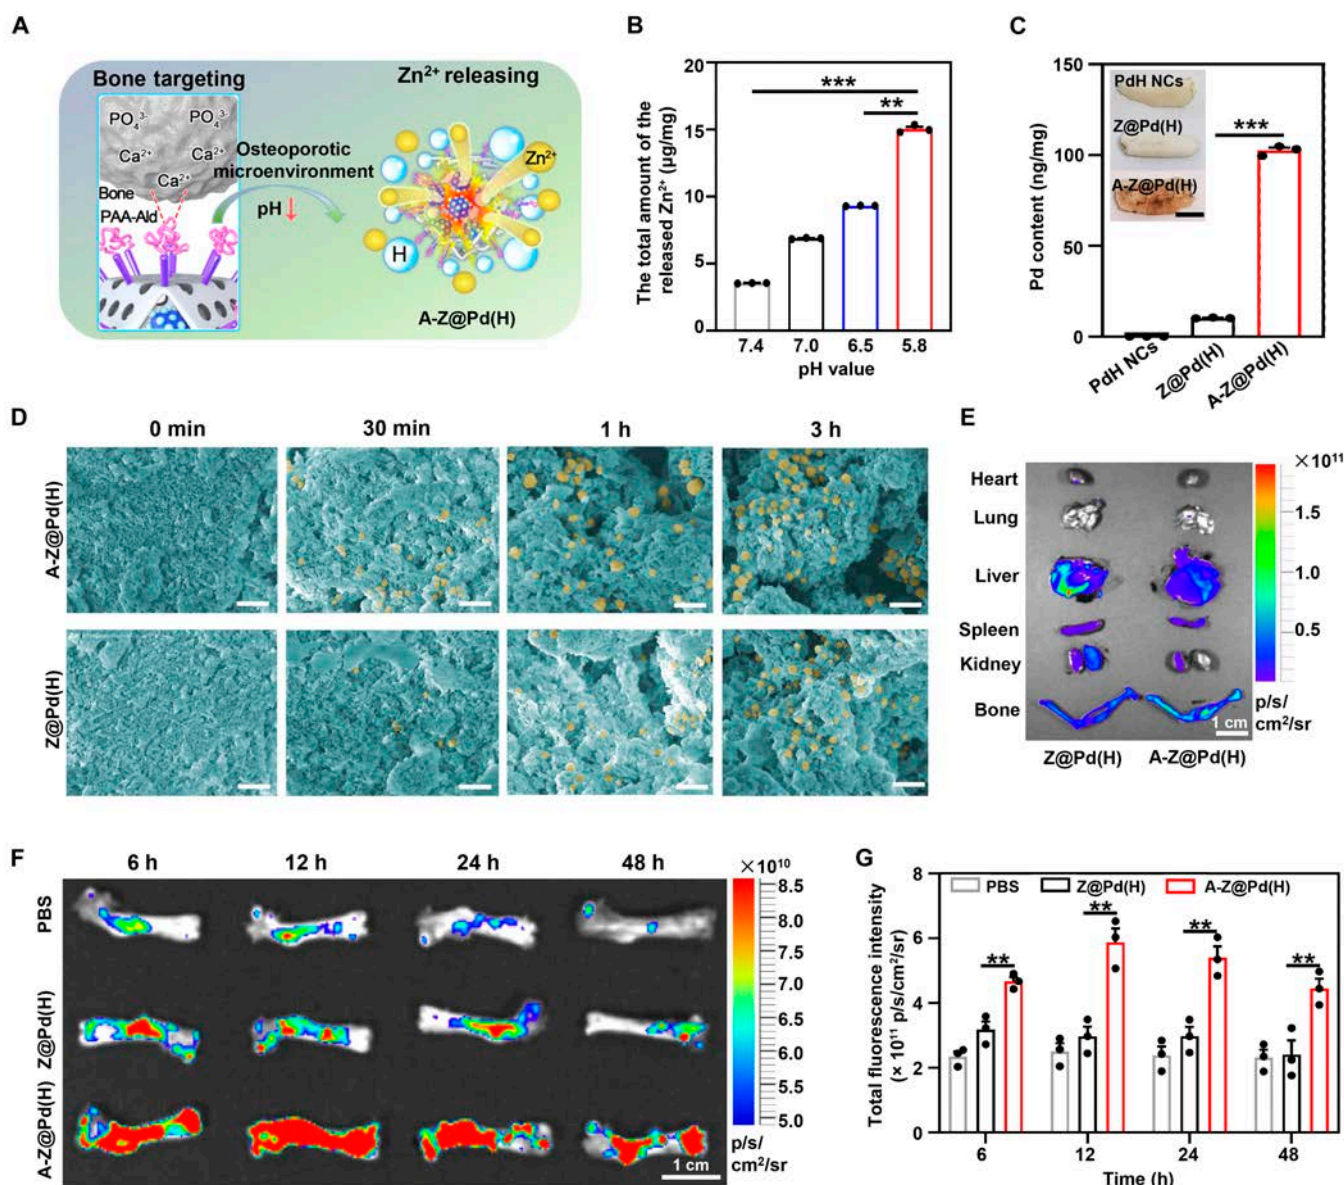 A
Bone targeting
Zn²⁺ releasing
PO₄³⁻ PO₄³⁻
Ca²⁺ Ca²⁺
Ca²⁺
Bone
PAA-Ald
Osteoporotic
microenvironment
pH ↓
Zn²⁺
H
A-Z@Pd(H)
B
The total amount of the
released Zn²⁺ (μg/mg)
20
15
10
5
0
***
**
7.4 7.0 6.5 5.8
pH value
C
Pd content (ng/mg)
150
100
50
0
PdH NCs
Z@Pd(H)
A-Z@Pd(H)
***
PdH NCs Z@Pd(H) A-Z@Pd(H)
D
0 min 30 min 1 h 3 h
A-Z@Pd(H)
Z@Pd(H)
E
Heart
Lung
Liver
Spleen
Kidney
Bone
×10¹¹
1.5
1.0
0.5
p/s/
cm²/sr
1 cm
Z@Pd(H) A-Z@Pd(H)
F
6 h 12 h 24 h 48 h
PBS
Z@Pd(H)
A-Z@Pd(H)
×10¹⁰
8.5
8.0
7.5
7.0
6.5
6.0
5.5
5.0
p/s/
cm²/sr
1 cm
G
PBS Z@Pd(H) A-Z@Pd(H)
Total fluorescence intensity
(× 10¹¹ p/s/cm²/sr)
8
6
4
2
0
** ** ** **
6 12 24 48
Time (h)